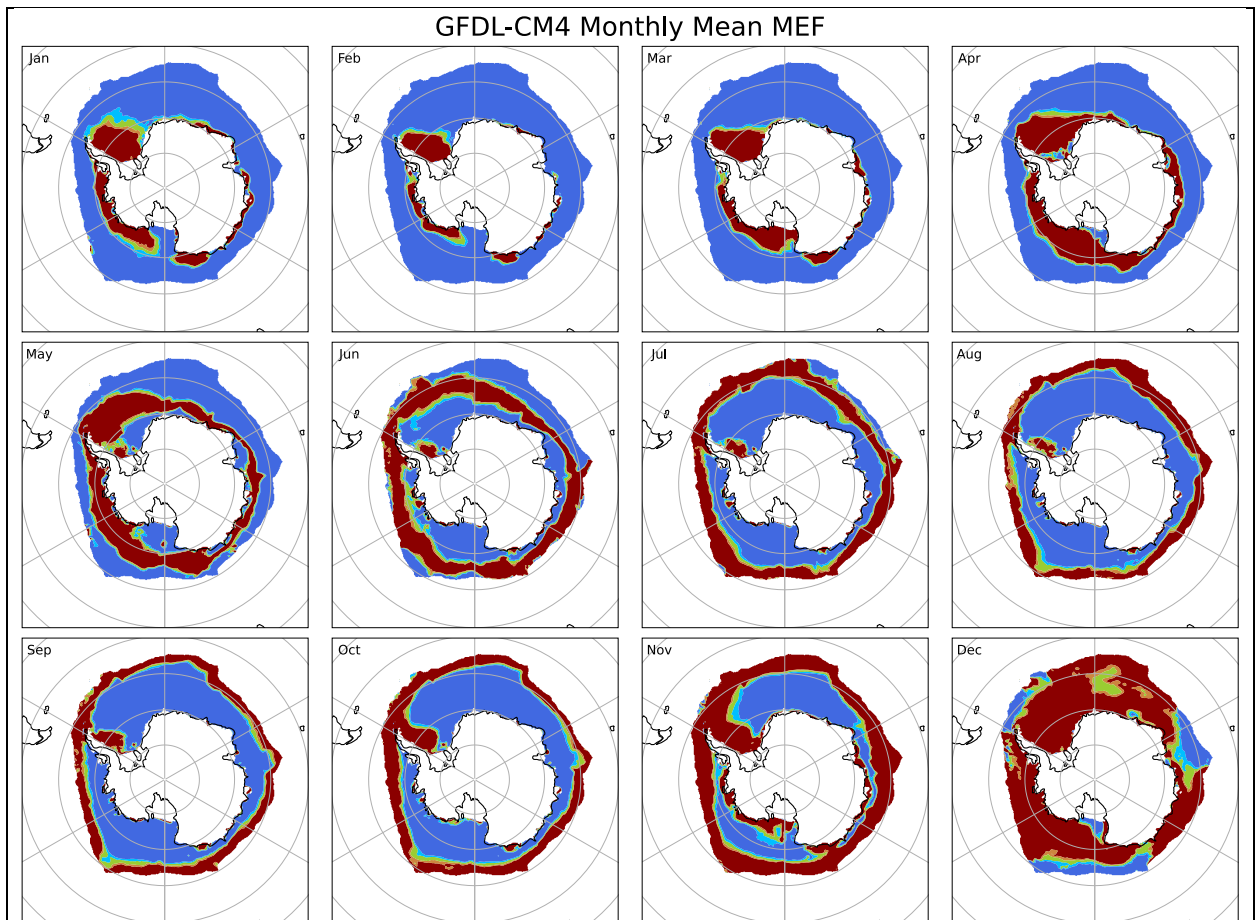 GFDL-CM4 Monthly Mean MEF
Jan
Feb
Mar
Apr
May
Jun
Jul
Aug
Sep
Oct
Nov
Dec